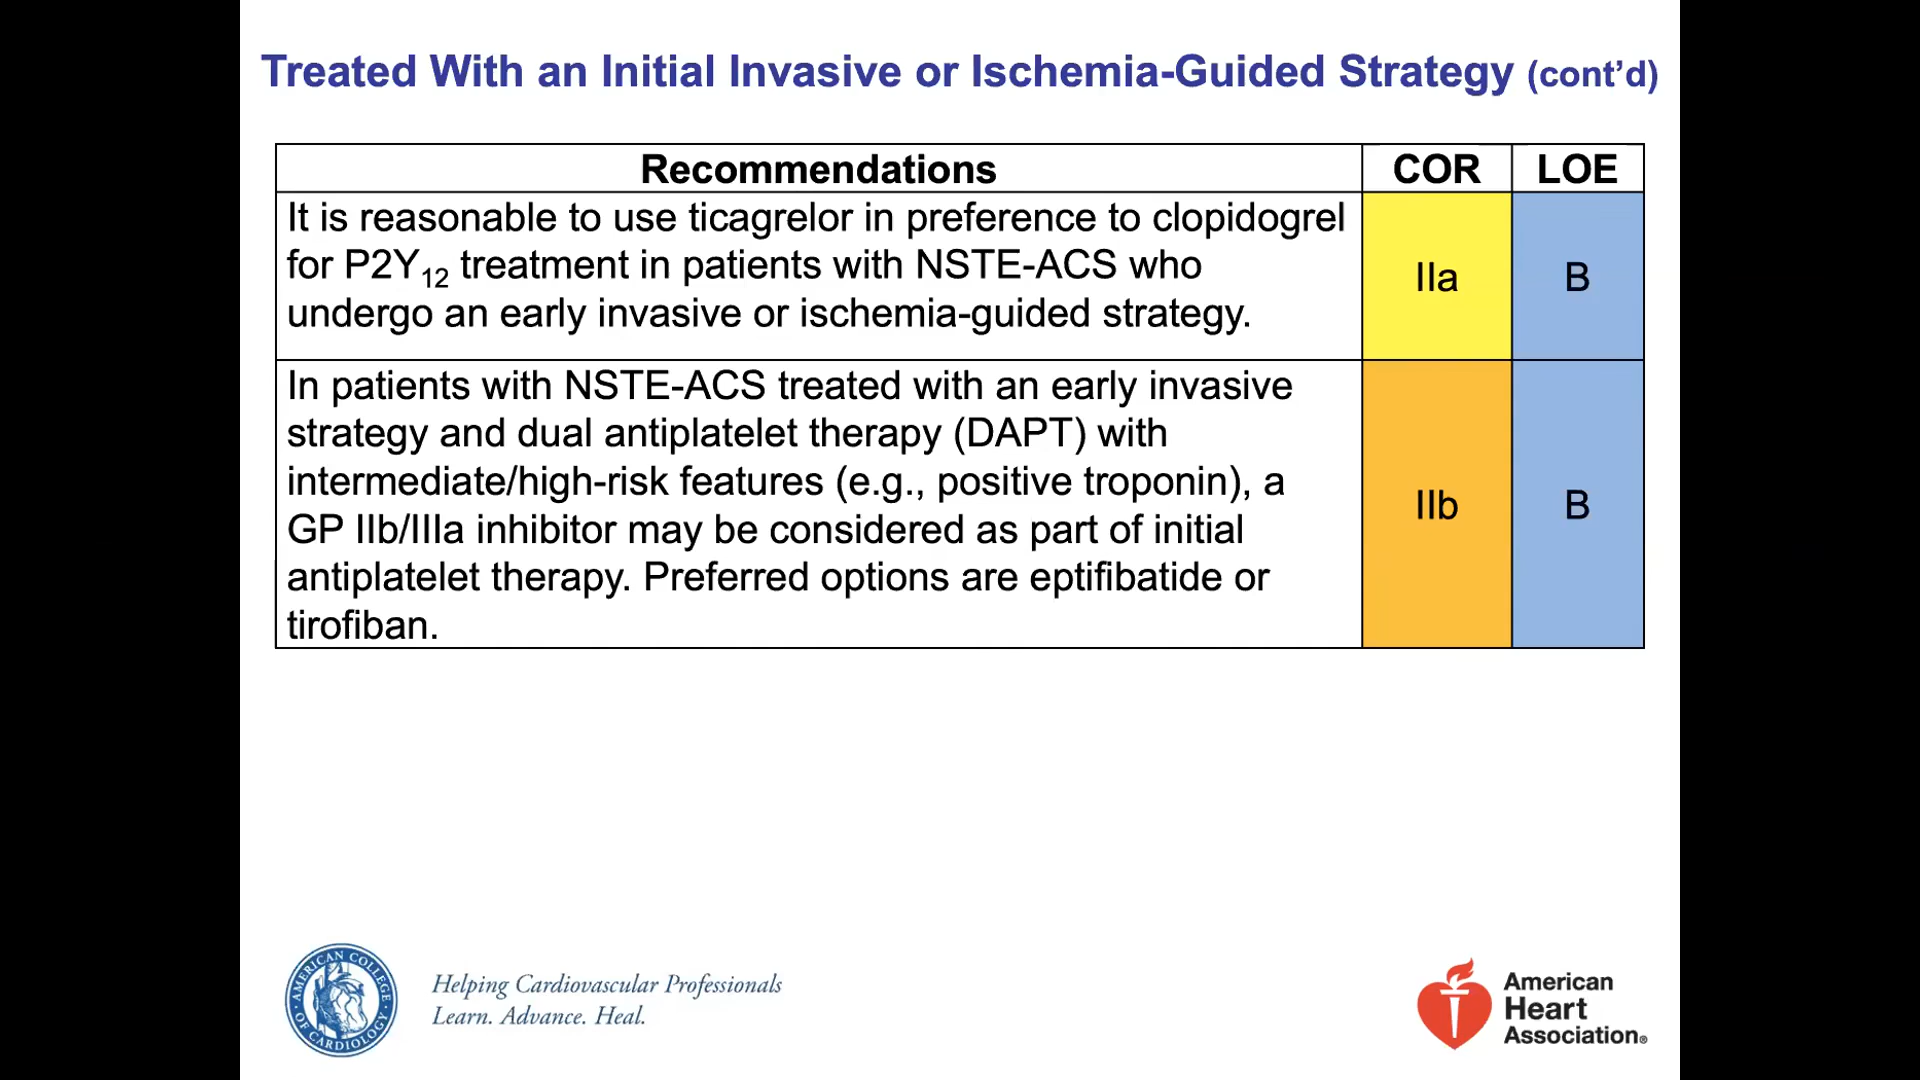 Treated With an Initial Invasive or Ischemia-Guided Strategy (cont’d)
Recommendations COR LOE
It is reasonable to use ticagrelor in preference to clopidogrel
for P2Y12 treatment in patients with NSTE-ACS who
undergo an early invasive or ischemia-guided strategy.
IIa B
In patients with NSTE-ACS treated with an early invasive
strategy and dual antiplatelet therapy (DAPT) with
intermediate/high-risk features (e.g., positive troponin), a
GP IIb/IIIa inhibitor may be considered as part of initial
antiplatelet therapy. Preferred options are eptifibatide or
tirofiban.
IIb B
AMERICAN COLLEGE OF CARDIOLOGY
Helping Cardiovascular Professionals
Learn. Advance. Heal.
American
Heart
Association®